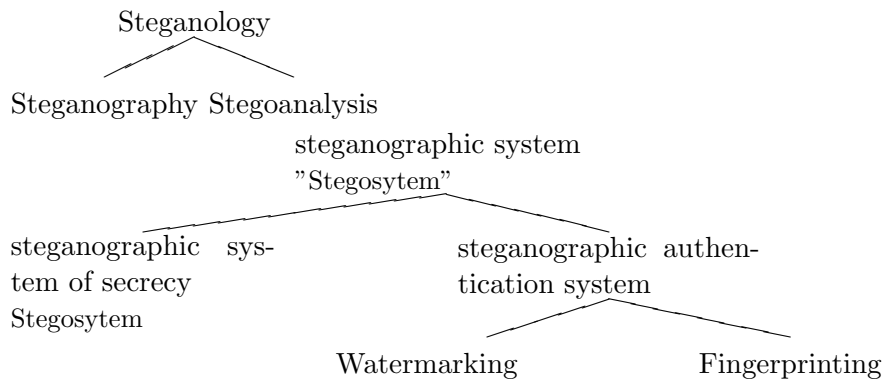 Steganology
Steganography Stegoanalysis
steganographic system
”Stegosytem”
steganographic sys-
tem of secrecy
Stegosytem
steganographic authen-
tication system
Watermarking Fingerprinting